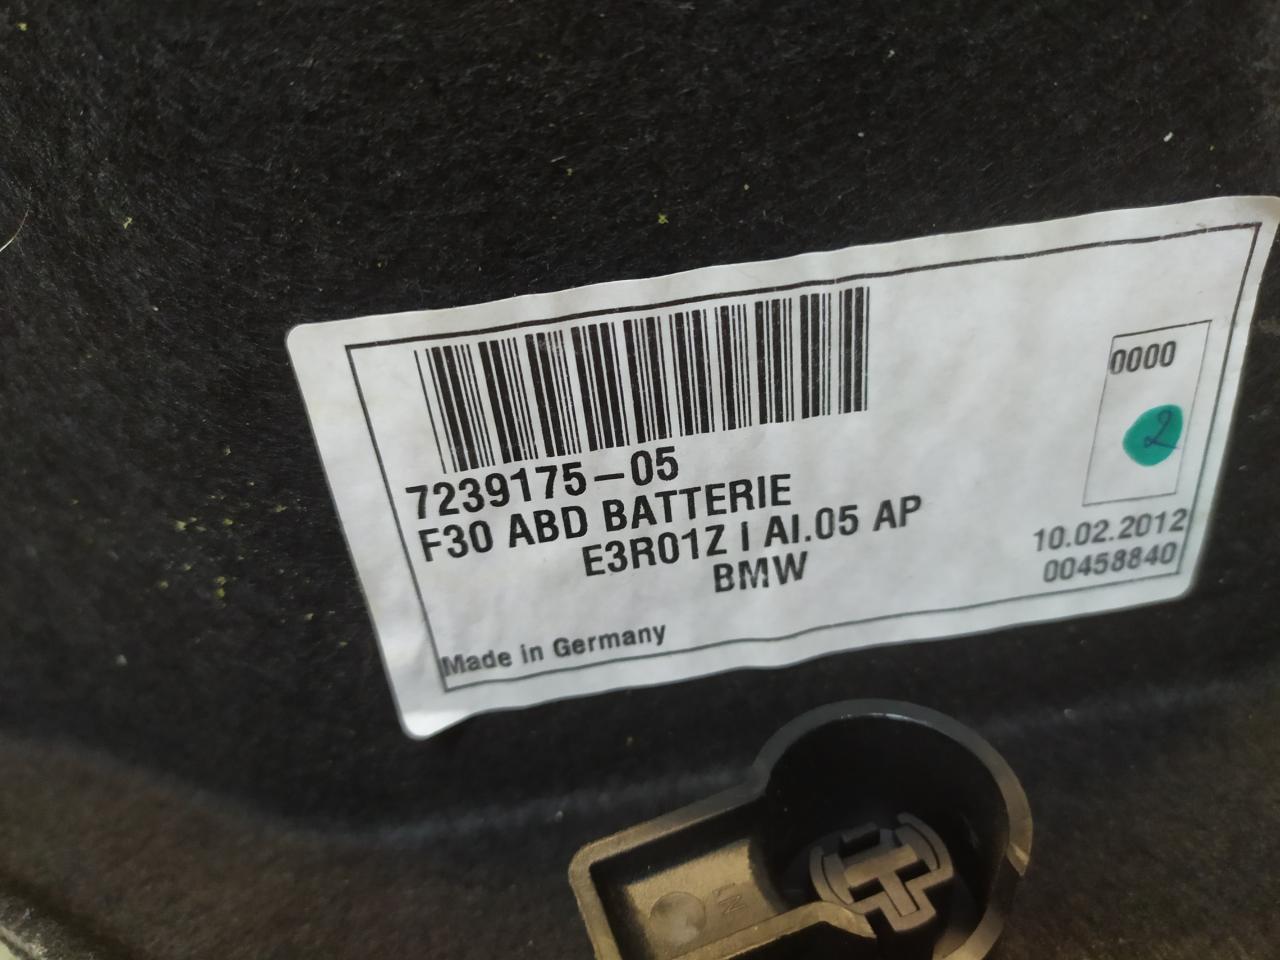 7239175-05
F30 ABD BATTERIE
E3R01Z I AI.05 AP
BMW
Made in Germany
0000
2
10.02.2012
00458840